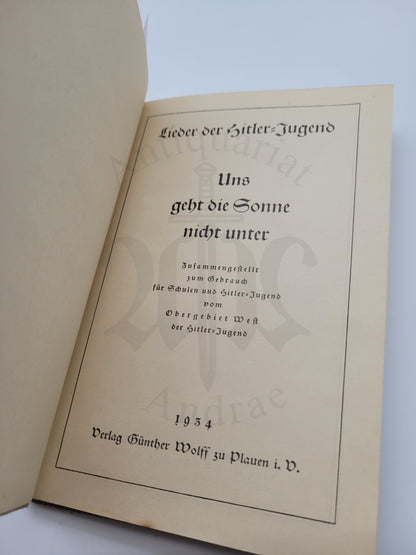 Lieder der Hitler-Jugend
Uns
geht die Sonne
nicht unter
Zusammengestellt
zum Gebrauch
für Schulen und Hitler-Jugend
vom
Obergebiet West
der Hitler-Jugend
1934
Verlag Günther Wolff zu Plauen i. V.
Antiquariat
Andrae